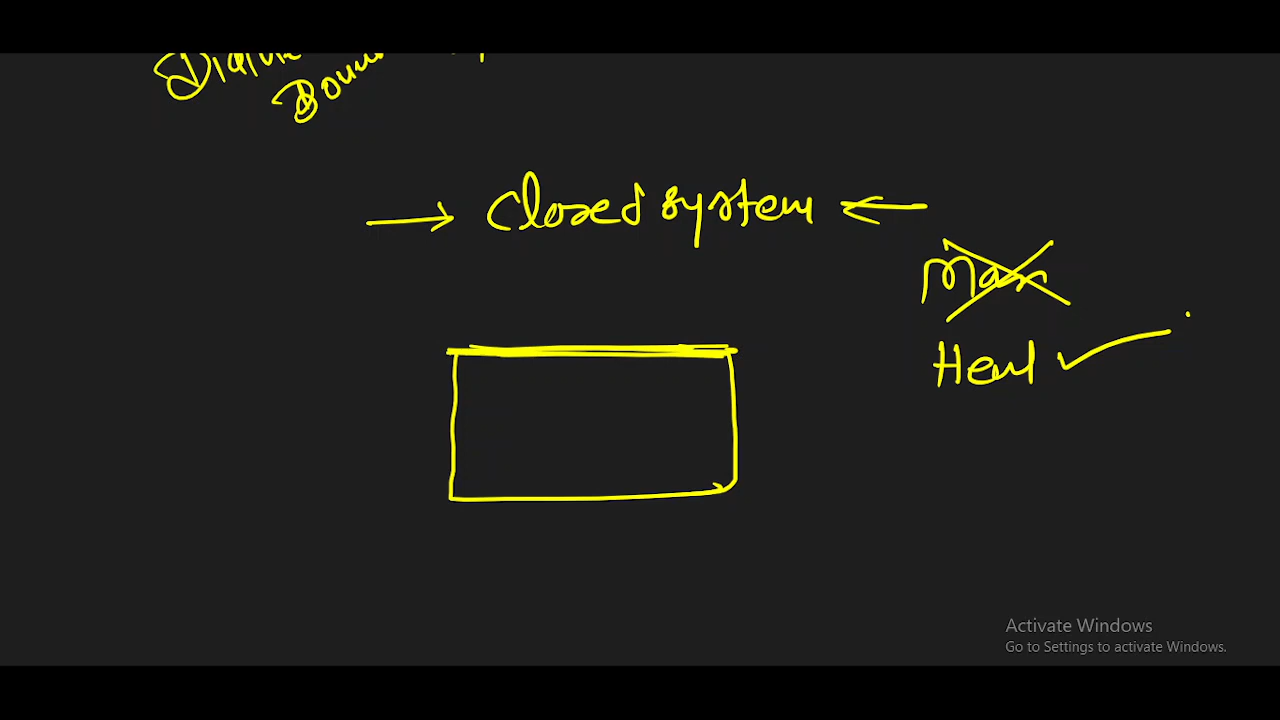 Closed system
Mass
Heat
Activate Windows
Go to Settings to activate Windows.